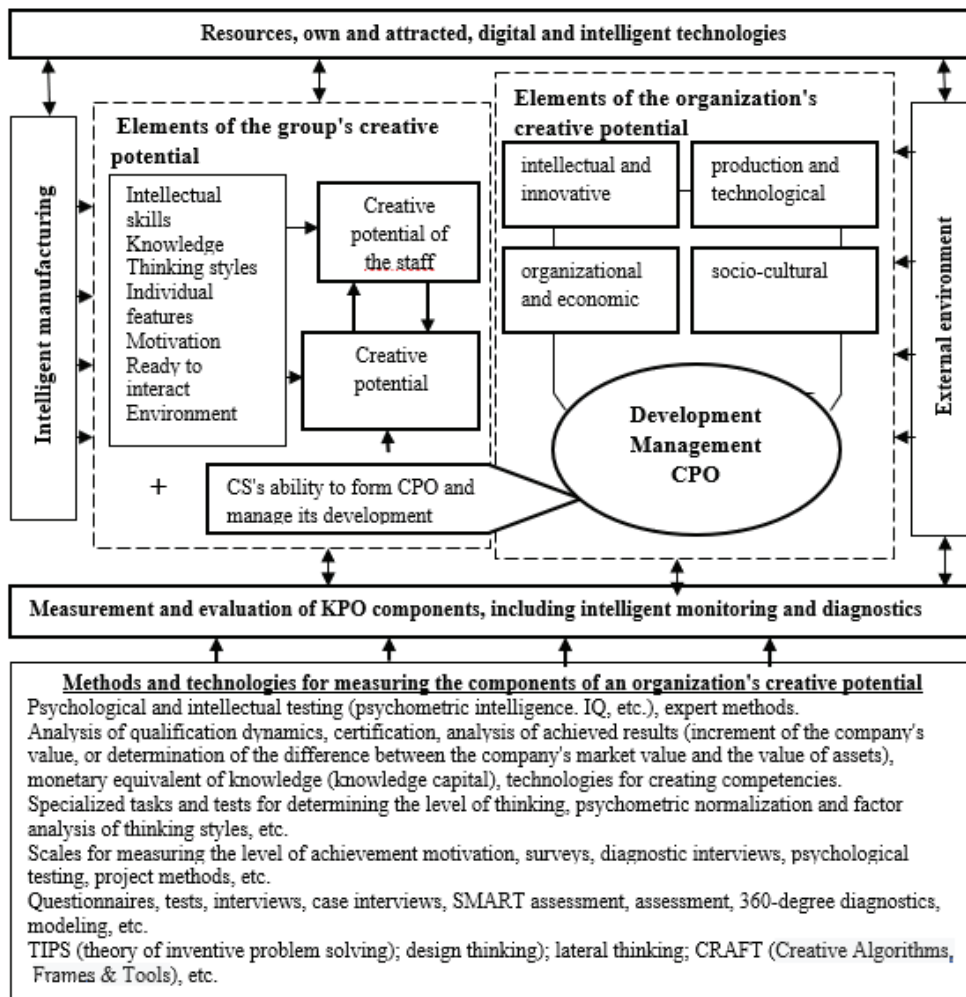 Resources, own and attracted, digital and intelligent technologies
Intelligent manufacturing
Elements of the group's creative
potential
Intellectual
skills
Knowledge
Thinking styles
Individual
features
Motivation
Ready to
interact
Environment
Creative
potential of
the staff
Creative
potential
+
CS's ability to form CPO and
manage its development
Elements of the organization's
creative potential
intellectual and
innovative
production and
technological
organizational
and economic
socio-cultural
Development
Management
CPO
External environment
Measurement and evaluation of KPO components, including intelligent monitoring and diagnostics
Methods and technologies for measuring the components of an organization's creative potential
Psychological and intellectual testing (psychometric intelligence. IQ, etc.), expert methods.
Analysis of qualification dynamics, certification, analysis of achieved results (increment of the company's
value, or determination of the difference between the company's market value and the value of assets),
monetary equivalent of knowledge (knowledge capital), technologies for creating competencies.
Specialized tasks and tests for determining the level of thinking, psychometric normalization and factor
analysis of thinking styles, etc.
Scales for measuring the level of achievement motivation, surveys, diagnostic interviews, psychological
testing, project methods, etc.
Questionnaires, tests, interviews, case interviews, SMART assessment, assessment, 360-degree diagnostics,
modeling, etc.
TIPS (theory of inventive problem solving); design thinking); lateral thinking; CRAFT (Creative Algorithms,
Frames & Tools), etc.